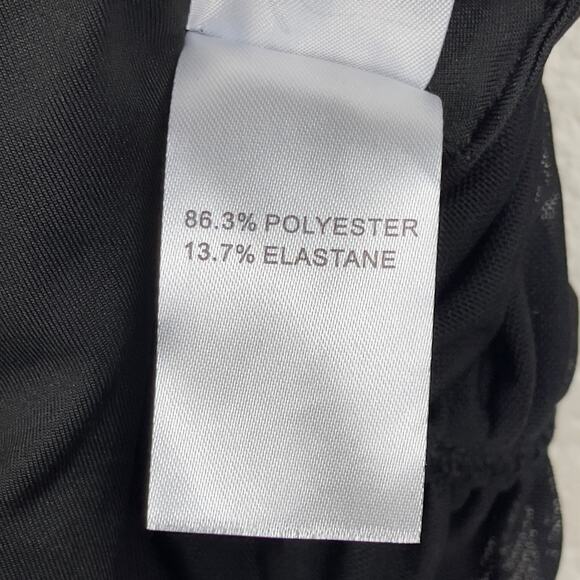 86.3% POLYESTER
13.7% ELASTANE